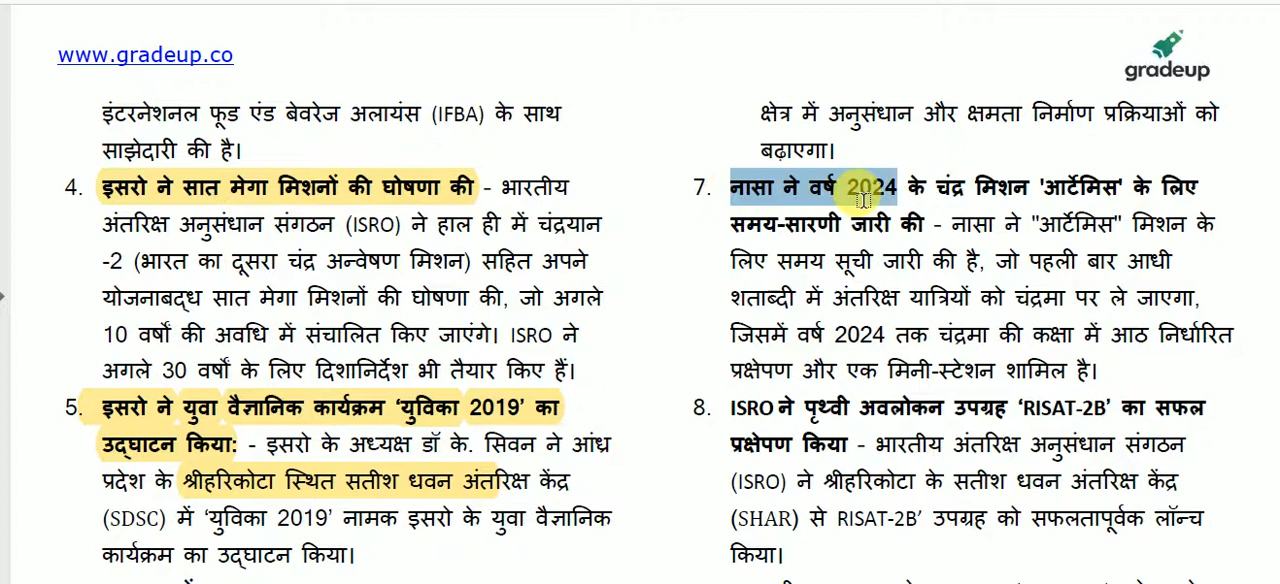 www.gradeup.co
gradeup
इंटरनेशनल फूड एंड बेवरेज अलायंस (IFBA) के साथ
साझेदारी की है।
4. इसरो ने सात मेगा मिशनों की घोषणा की - भारतीय
अंतरिक्ष अनुसंधान संगठन (ISRO) ने हाल ही में चंद्रयान
-2 (भारत का दूसरा चंद्र अन्वेषण मिशन) सहित अपने
योजनाबद्ध सात मेगा मिशनों की घोषणा की, जो अगले
10 वर्षों की अवधि में संचालित किए जाएंगे। ISRO ने
अगले 30 वर्षों के लिए दिशानिर्देश भी तैयार किए हैं।
5. इसरो ने युवा वैज्ञानिक कार्यक्रम ‘युविका 2019’ का
उद्घाटन किया: - इसरो के अध्यक्ष डॉ के. सिवन ने आंध्र
प्रदेश के श्रीहरिकोटा स्थित सतीश धवन अंतरिक्ष केंद्र
(SDSC) में ‘युविका 2019’ नामक इसरो के युवा वैज्ञानिक
कार्यक्रम का उद्घाटन किया।
क्षेत्र में अनुसंधान और क्षमता निर्माण प्रक्रियाओं को
बढ़ाएगा।
7. नासा ने वर्ष 2024 के चंद्र मिशन 'आर्टेमिस' के लिए
समय-सारणी जारी की - नासा ने "आर्टेमिस" मिशन के
लिए समय सूची जारी की है, जो पहली बार आधी
शताब्दी में अंतरिक्ष यात्रियों को चंद्रमा पर ले जाएगा,
जिसमें वर्ष 2024 तक चंद्रमा की कक्षा में आठ निर्धारित
प्रक्षेपण और एक मिनी-स्टेशन शामिल है।
8. ISRO ने पृथ्वी अवलोकन उपग्रह ‘RISAT-2B’ का सफल
प्रक्षेपण किया - भारतीय अंतरिक्ष अनुसंधान संगठन
(ISRO) ने श्रीहरिकोटा के सतीश धवन अंतरिक्ष केंद्र
(SHAR) से RISAT-2B’ उपग्रह को सफलतापूर्वक लॉन्च
किया।